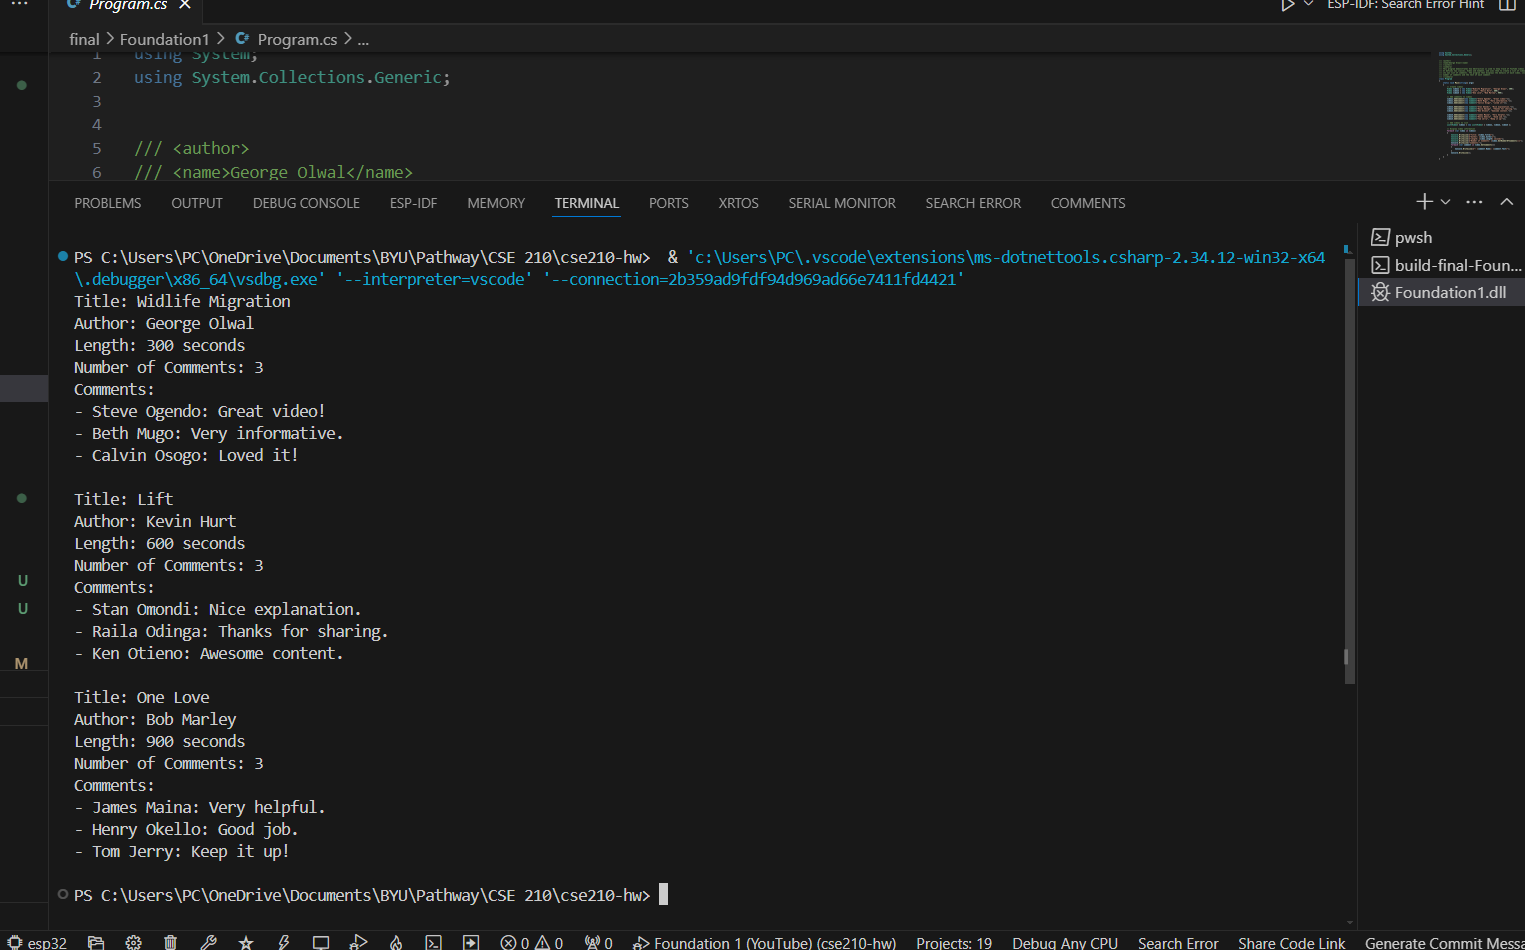 Program.cs
ESP-IDF: Search Error Hint
final > Foundation1 > Program.cs > ...
1 using System;
2 using System.Collections.Generic;
3
4
5 /// <author>
6 /// <name>George Olwal</name>
PROBLEMS OUTPUT DEBUG CONSOLE ESP-IDF MEMORY TERMINAL PORTS XRTOS SERIAL MONITOR SEARCH ERROR COMMENTS
PS C:\Users\PC\OneDrive\Documents\BYU\Pathway\CSE 210\cse210-hw>  & 'c:\Users\PC\.vscode\extensions\ms-dotnettools.csharp-2.34.12-win32-x64
\.debugger\x86_64\vsdbg.exe' '--interpreter=vscode' '--connection=2b359ad9fdf94d969ad66e7411fd4421'
Title: Widlife Migration
Author: George Olwal
Length: 300 seconds
Number of Comments: 3
Comments:
- Steve Ogendo: Great video!
- Beth Mugo: Very informative.
- Calvin Osogo: Loved it!
Title: Lift
Author: Kevin Hurt
Length: 600 seconds
Number of Comments: 3
Comments:
- Stan Omondi: Nice explanation.
- Raila Odinga: Thanks for sharing.
- Ken Otieno: Awesome content.
Title: One Love
Author: Bob Marley
Length: 900 seconds
Number of Comments: 3
Comments:
- James Maina: Very helpful.
- Henry Okello: Good job.
- Tom Jerry: Keep it up!
PS C:\Users\PC\OneDrive\Documents\BYU\Pathway\CSE 210\cse210-hw>
pwsh
build-final-Foun...
Foundation1.dll
U
U
M
esp32 0 0 0 Foundation 1 (YouTube) (cse210-hw) Projects: 19 Debug Any CPU Search Error Share Code Link Generate Commit Messa